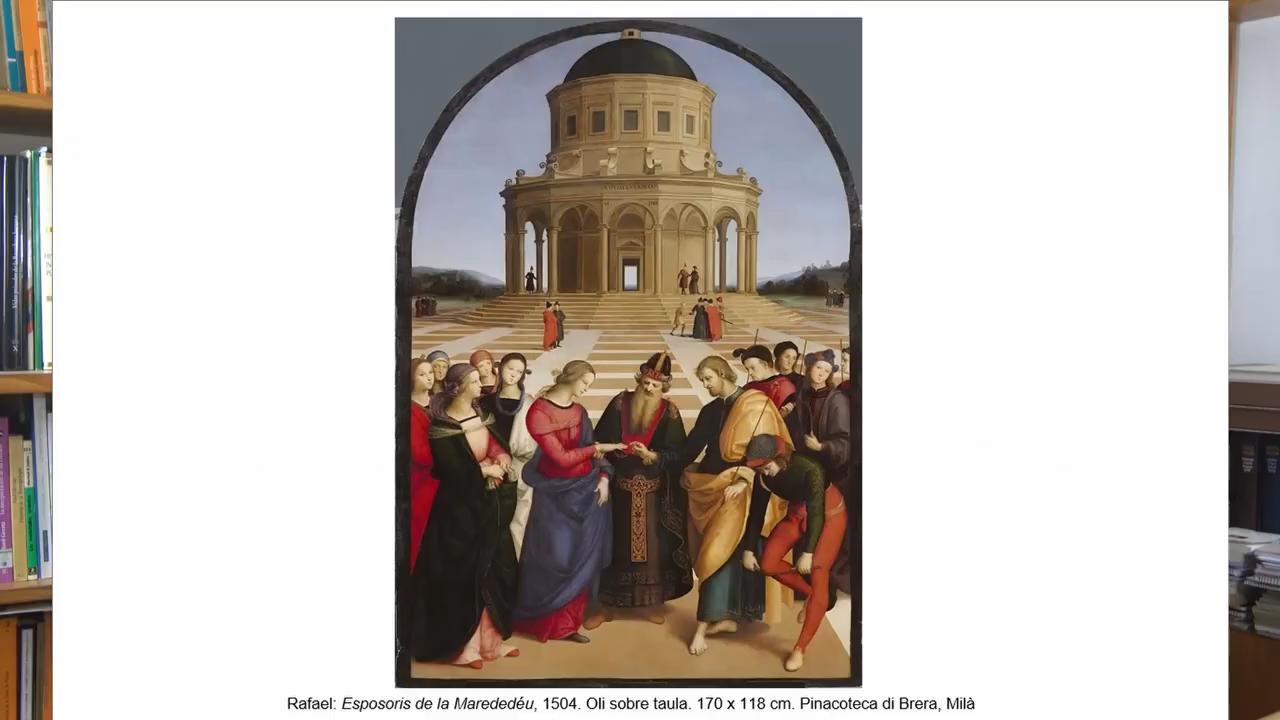 Rafael: Esposoris de la Marededéu, 1504. Oli sobre taula. 170 x 118 cm. Pinacoteca di Brera, Milà